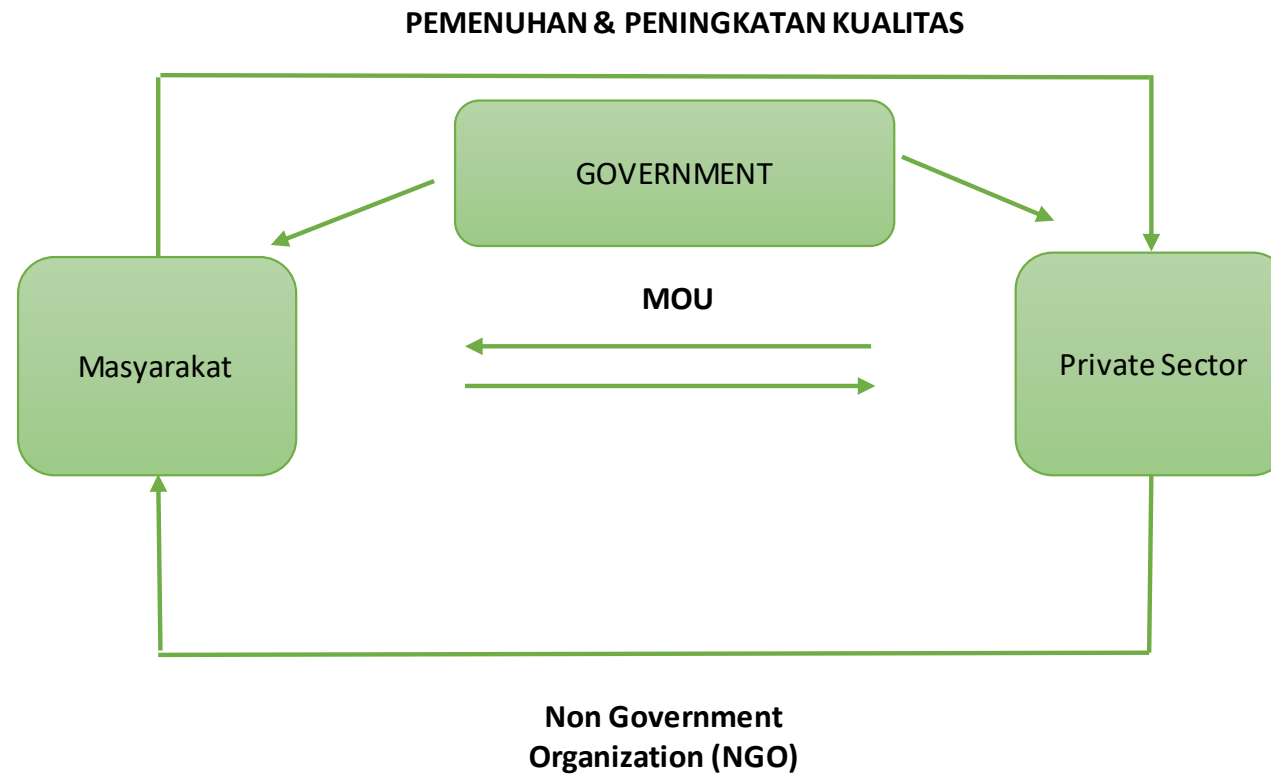 PEMENUHAN & PENINGKATAN KUALITAS
GOVERNMENT
MOU
Masyarakat
Private Sector
Non Government
Organization (NGO)